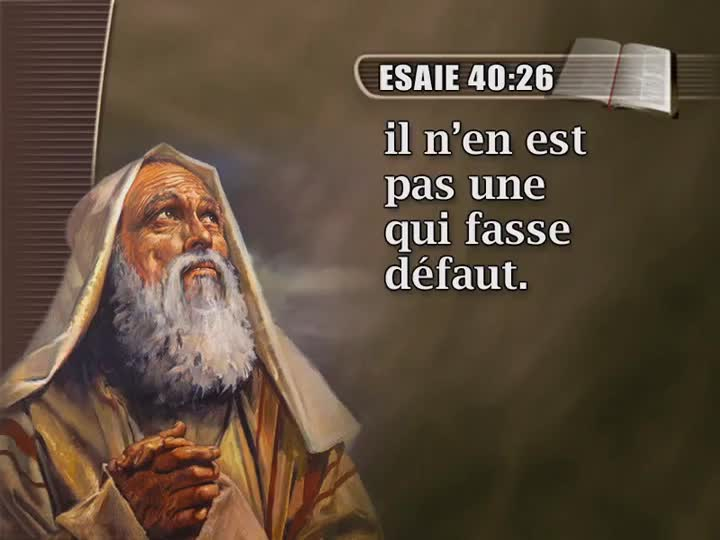 ESAIE 40:26
il n’en est
pas une
qui fasse
défaut.